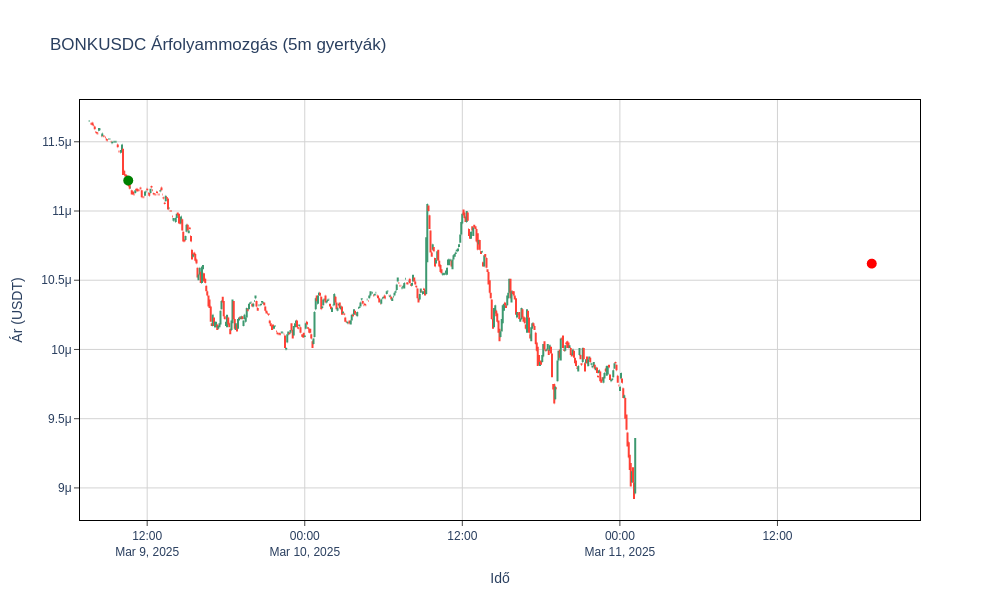 BONKUSDC Árfolyammozgás (5m gyertyák)
11.5μ
11μ
10.5μ
10μ
9.5μ
9μ
Ár (USDT)
12:00
Mar 9, 2025
00:00
Mar 10, 2025
12:00
00:00
Mar 11, 2025
12:00
Idő